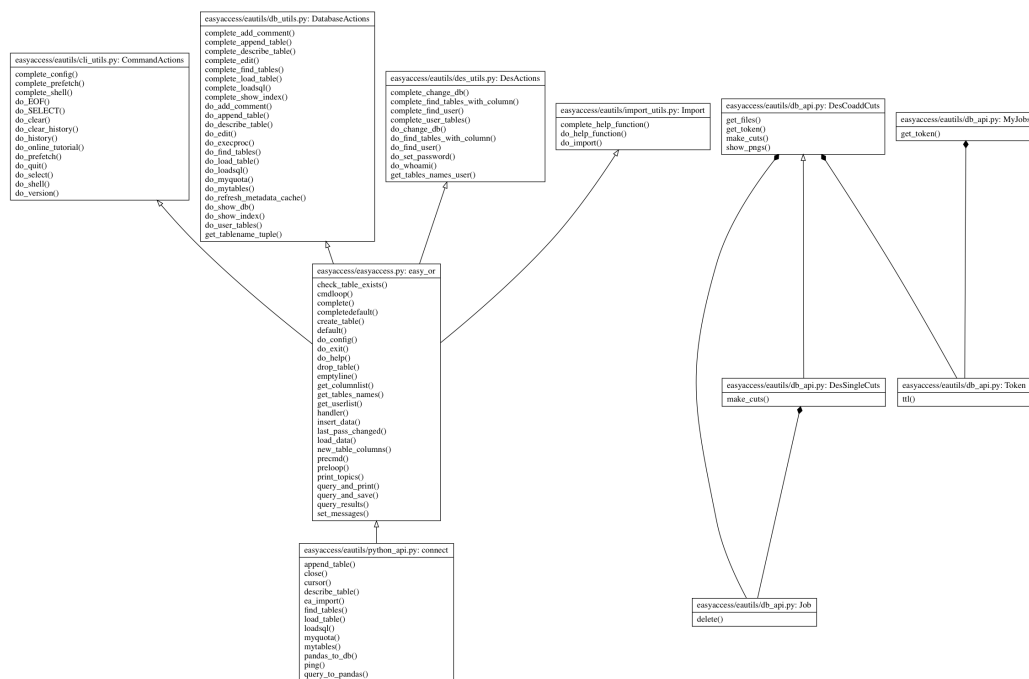 easyaccess/eautils/cli_utils.py: CommandActions
complete_config()
complete_prefetch()
complete_shell()
do_EOF()
do_SELECT()
do_clear()
do_clear_history()
do_history()
do_online_tutorial()
do_prefetch()
do_quit()
do_select()
do_shell()
do_version()
easyaccess/eautils/db_utils.py: DatabaseActions
complete_add_comment()
complete_append_table()
complete_describe_table()
complete_edit()
complete_find_tables()
complete_load_table()
complete_loadsql()
complete_show_index()
do_add_comment()
do_append_table()
do_describe_table()
do_edit()
do_execproc()
do_find_tables()
do_load_table()
do_loadsql()
do_myquota()
do_mytables()
do_refresh_metadata_cache()
do_show_db()
do_show_index()
do_user_tables()
get_tablename_tuple()
easyaccess/eautils/des_utils.py: DesActions
complete_change_db()
complete_find_tables_with_column()
complete_find_user()
complete_user_tables()
do_change_db()
do_find_tables_with_column()
do_find_user()
do_set_password()
do_whoami()
get_tables_names_user()
easyaccess/eautils/import_utils.py: Import
complete_help_function()
do_help_function()
do_import()
easyaccess/eautils/db_api.py: DesCoaddCuts
get_files()
get_token()
make_cuts()
show_pngs()
easyaccess/eautils/db_api.py: MyJobs
get_token()
easyaccess/easyaccess.py: easy_or
check_table_exists()
cmdloop()
complete()
completedefault()
create_table()
default()
do_config()
do_exit()
do_help()
drop_table()
emptyline()
get_columnlist()
get_tables_names()
get_userlist()
handler()
insert_data()
last_pass_changed()
load_data()
new_table_columns()
precmd()
preloop()
print_topics()
query_and_print()
query_and_save()
query_results()
set_messages()
easyaccess/eautils/db_api.py: DesSingleCuts
make_cuts()
easyaccess/eautils/db_api.py: Token
ttl()
easyaccess/eautils/python_api.py: connect
append_table()
close()
cursor()
describe_table()
ea_import()
find_tables()
load_table()
loadsql()
myquota()
mytables()
pandas_to_db()
ping()
query_to_pandas()
easyaccess/eautils/db_api.py: Job
delete()